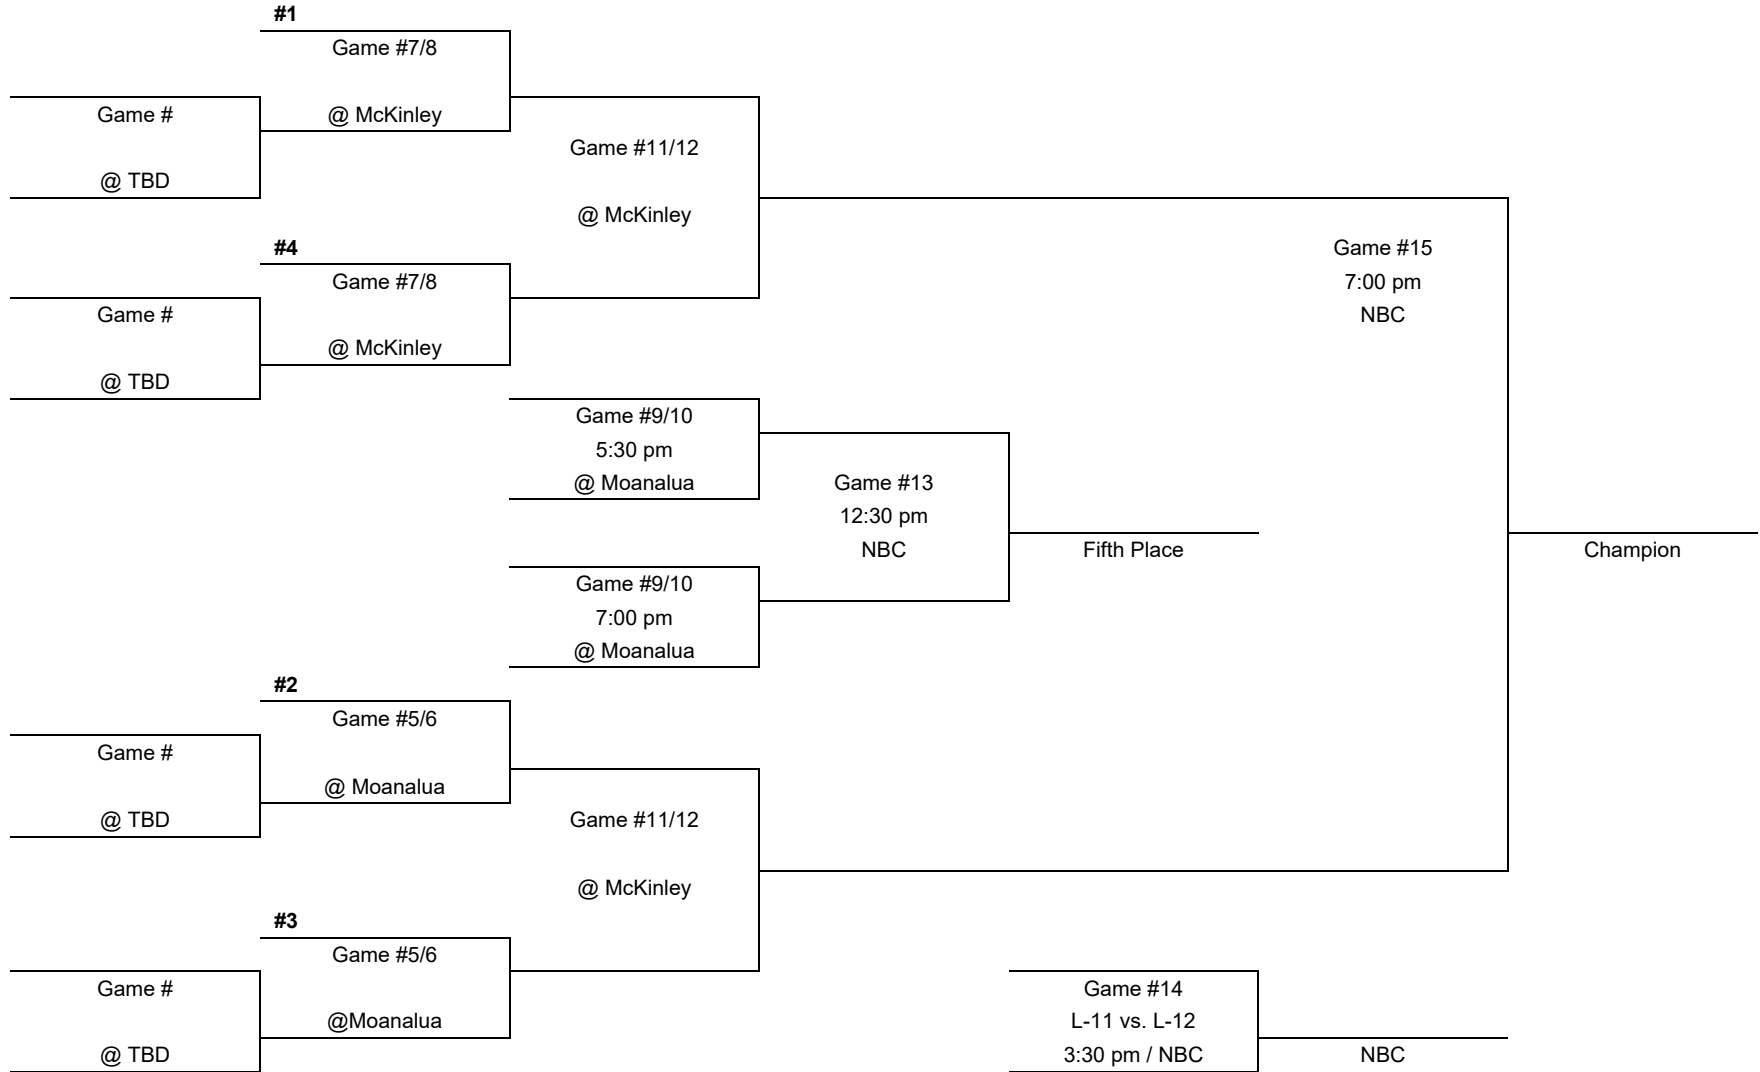 #1
Game #7/8
Game #
@ McKinley
Game #11/12
@ TBD
@ McKinley
#4
Game #15
Game #7/8
7:00 pm
Game #
NBC
@ McKinley
@ TBD
Game #9/10
5:30 pm
@ Moanalua
Game #13
12:30 pm
NBC
Fifth Place
Champion
Game #9/10
7:00 pm
@ Moanalua
#2
Game #5/6
Game #
@ Moanalua
@ TBD
Game #11/12
@ McKinley
#3
Game #5/6
Game #
Game #14
@Moanalua
L-11 vs. L-12
@ TBD
3:30 pm / NBC
NBC